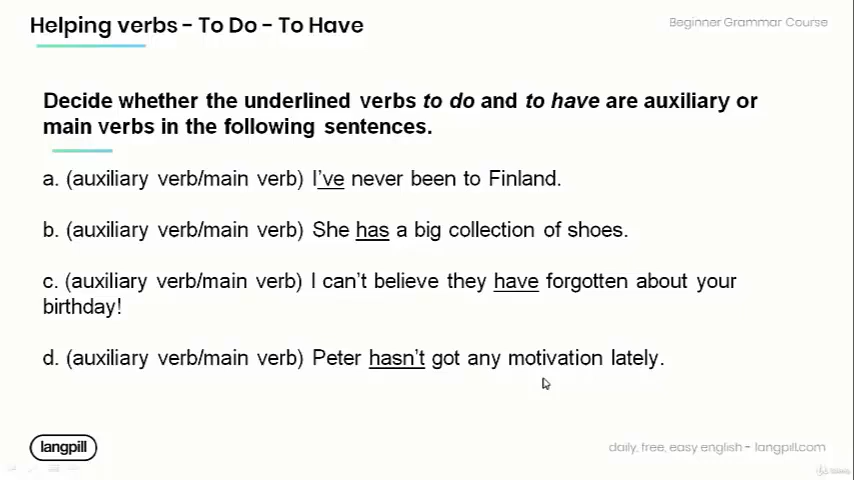 Helping verbs - To Do - To Have
Beginner Grammar Course
Decide whether the underlined verbs to do and to have are auxiliary or
main verbs in the following sentences.
a. (auxiliary verb/main verb) I've never been to Finland.
b. (auxiliary verb/main verb) She has a big collection of shoes.
c. (auxiliary verb/main verb) I can't believe they have forgotten about your
birthday!
d. (auxiliary verb/main verb) Peter hasn't got any motivation lately.
langpill
daily, free, easy english - langpill.com